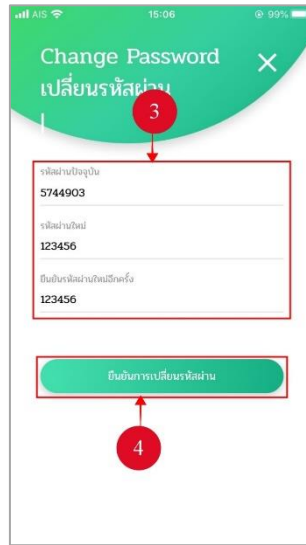 AIS 15:06 99%
Change Password
เปลี่ยนรหัสผ่าน
3
รหัสผ่านปัจจุบัน
5744903
รหัสผ่านใหม่
123456
ยืนยันรหัสผ่านใหม่อีกครั้ง
123456
ยืนยันการเปลี่ยนรหัสผ่าน
4